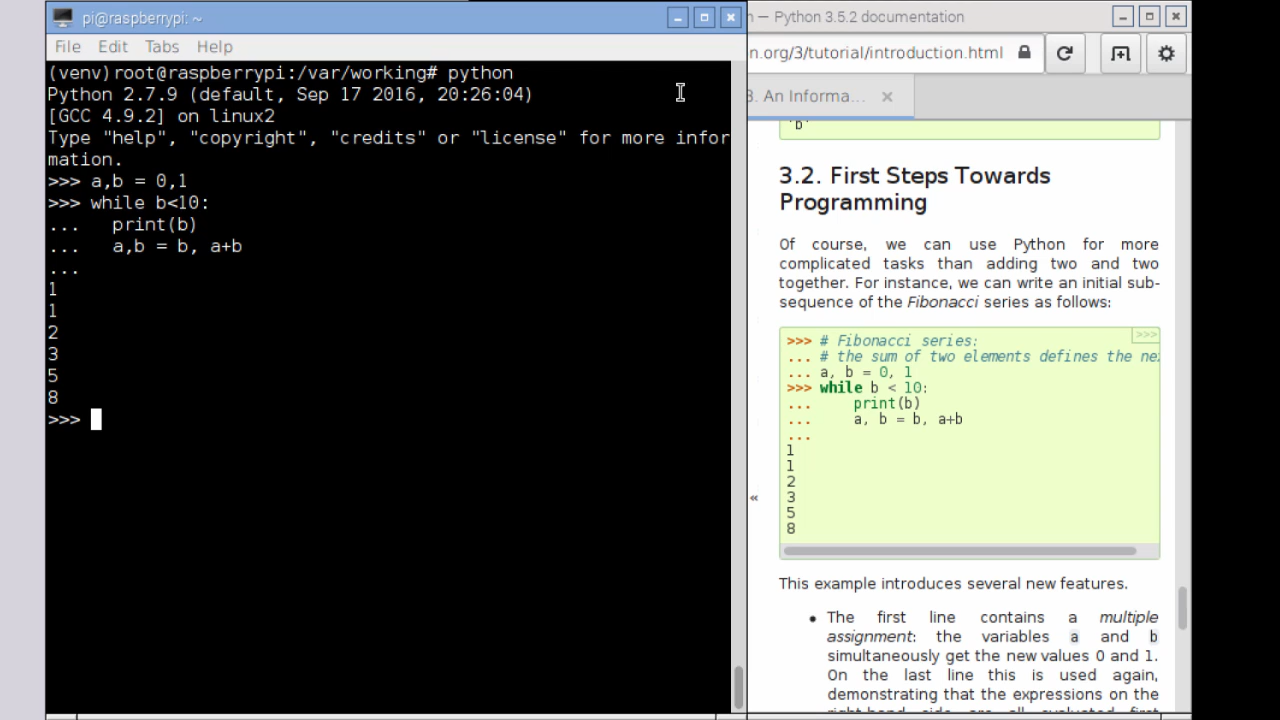 pi@raspberrypi: ~
File Edit Tabs Help
(venv)root@raspberrypi:/var/working# python
Python 2.7.9 (default, Sep 17 2016, 20:26:04)
[GCC 4.9.2] on linux2
Type "help", "copyright", "credits" or "license" for more infor
mation.
>>> a,b = 0,1
>>> while b<10:
...   print(b)
...   a,b = b, a+b
...
1
1
2
3
5
8
>>>
— Python 3.5.2 documentation
n.org/3/tutorial/introduction.html
3. An Informa...
'b'
3.2. First Steps Towards
Programming
Of course, we can use Python for more
complicated tasks than adding two and two
together. For instance, we can write an initial sub-
sequence of the Fibonacci series as follows:
>>>
>>> # Fibonacci series:
... # the sum of two elements defines the ne
... a, b = 0, 1
>>> while b < 10:
...     print(b)
...     a, b = b, a+b
...
1
1
2
3
5
8
«
This example introduces several new features.
• The first line contains a multiple
assignment: the variables a and b
simultaneously get the new values 0 and 1.
On the last line this is used again,
demonstrating that the expressions on the
right-hand side are all evaluated first